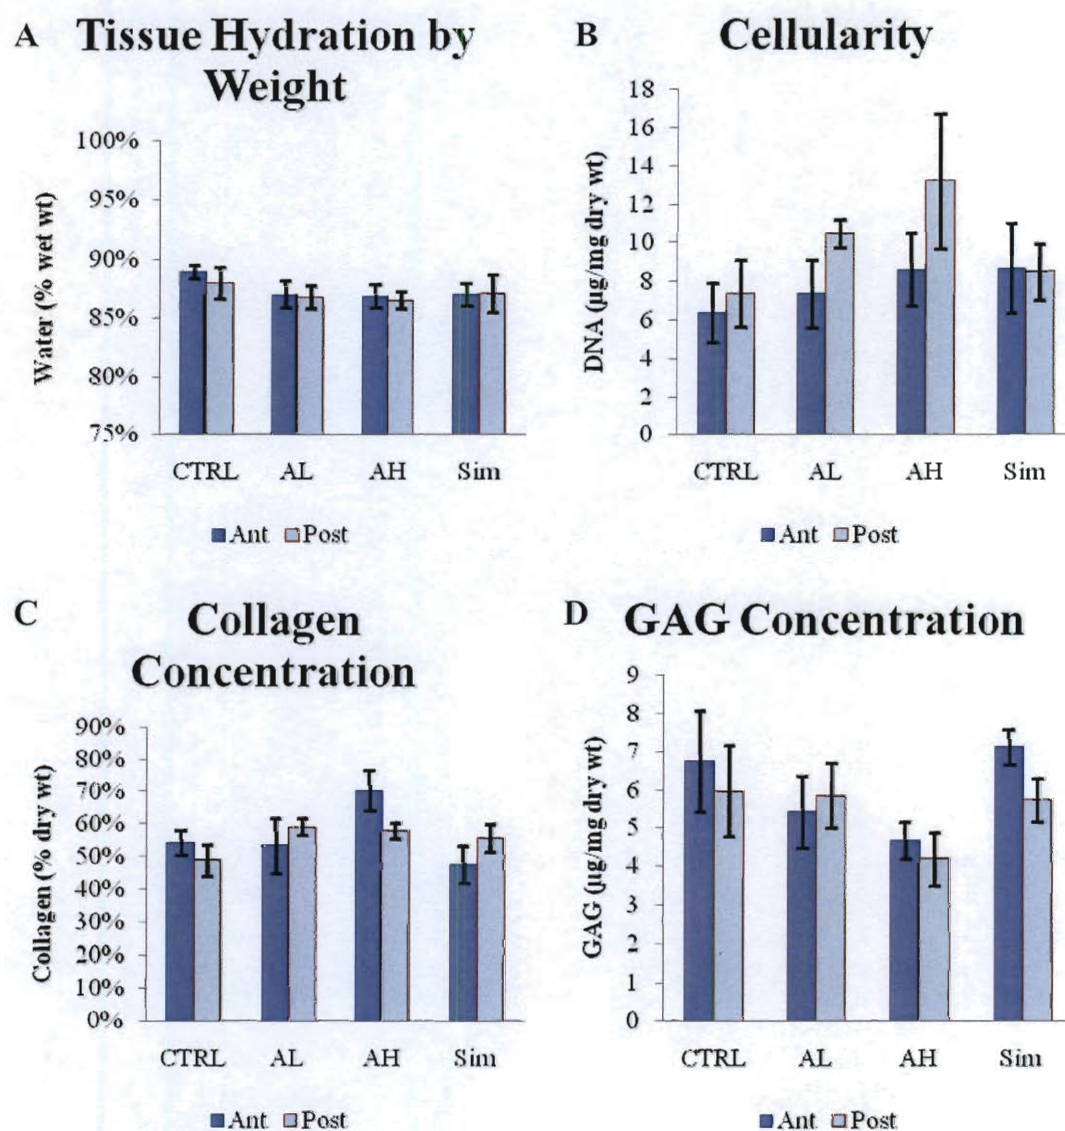 A Tissue Hydration by
Weight
Water (% wet wt)
100%
95%
90%
85%
80%
75%
CTRL AL AH Sim
Ant Post
B Cellularity
DNA (µg/mg dry wt)
18
16
14
12
10
8
6
4
2
0
CTRL AL AH Sim
Ant Post
C Collagen
Concentration
Collagen (% dry wt)
90%
80%
70%
60%
50%
40%
30%
20%
10%
0%
CTRL AL AH Sim
Ant Post
D GAG Concentration
GAG (µg/mg dry wt)
9
8
7
6
5
4
3
2
1
0
CTRL AL AH Sim
Ant Post